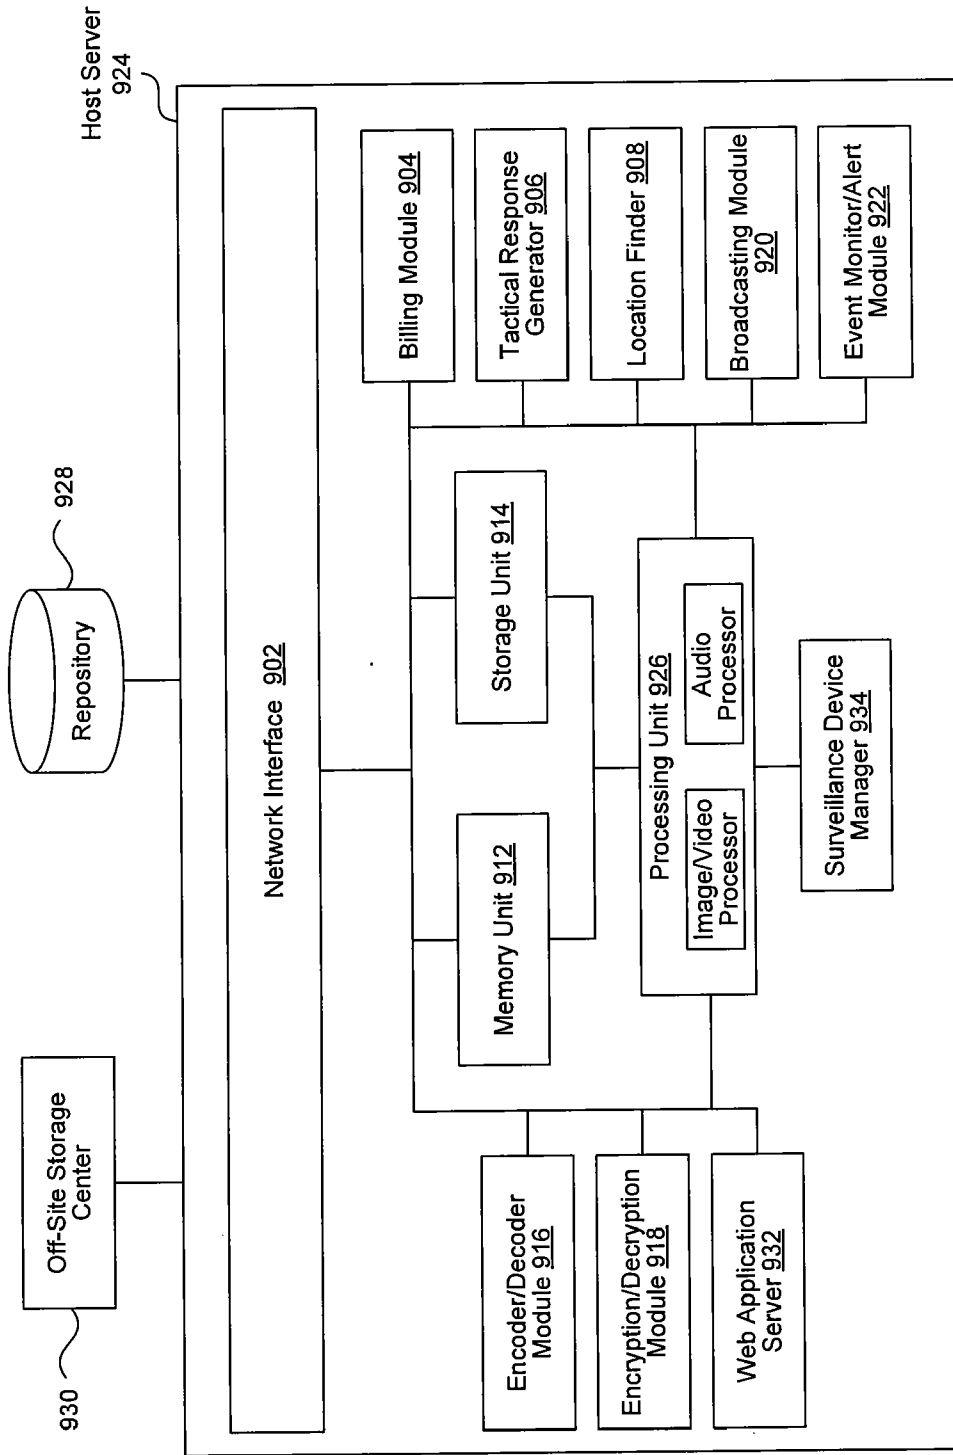 Host Server
924
928
Repository
Off-Site Storage
Center
930
Network Interface 902
Billing Module 904
Tactical Response
Generator 906
Location Finder 908
Broadcasting Module
920
Event Monitor/Alert
Module 922
Storage Unit 914
Memory Unit 912
Processing Unit 926
Image/Video
Processor
Audio
Processor
Surveillance Device
Manager 934
Encoder/Decoder
Module 916
Encryption/Decryption
Module 918
Web Application
Server 932